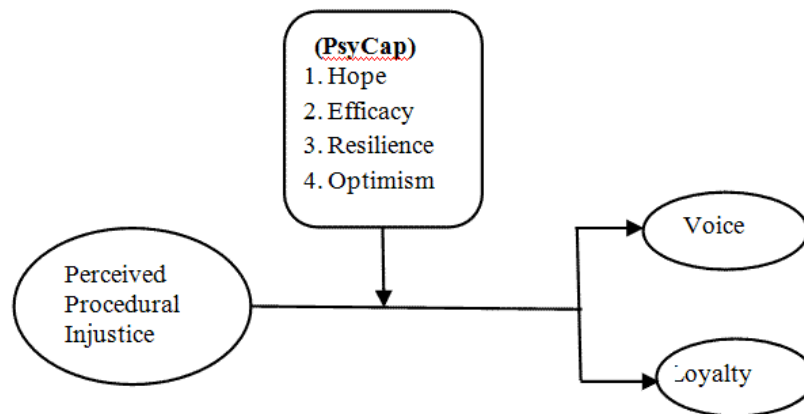 (PsyCap)
1. Hope
2. Efficacy
3. Resilience
4. Optimism
Voice
Perceived
Procedural
Injustice
Loyalty